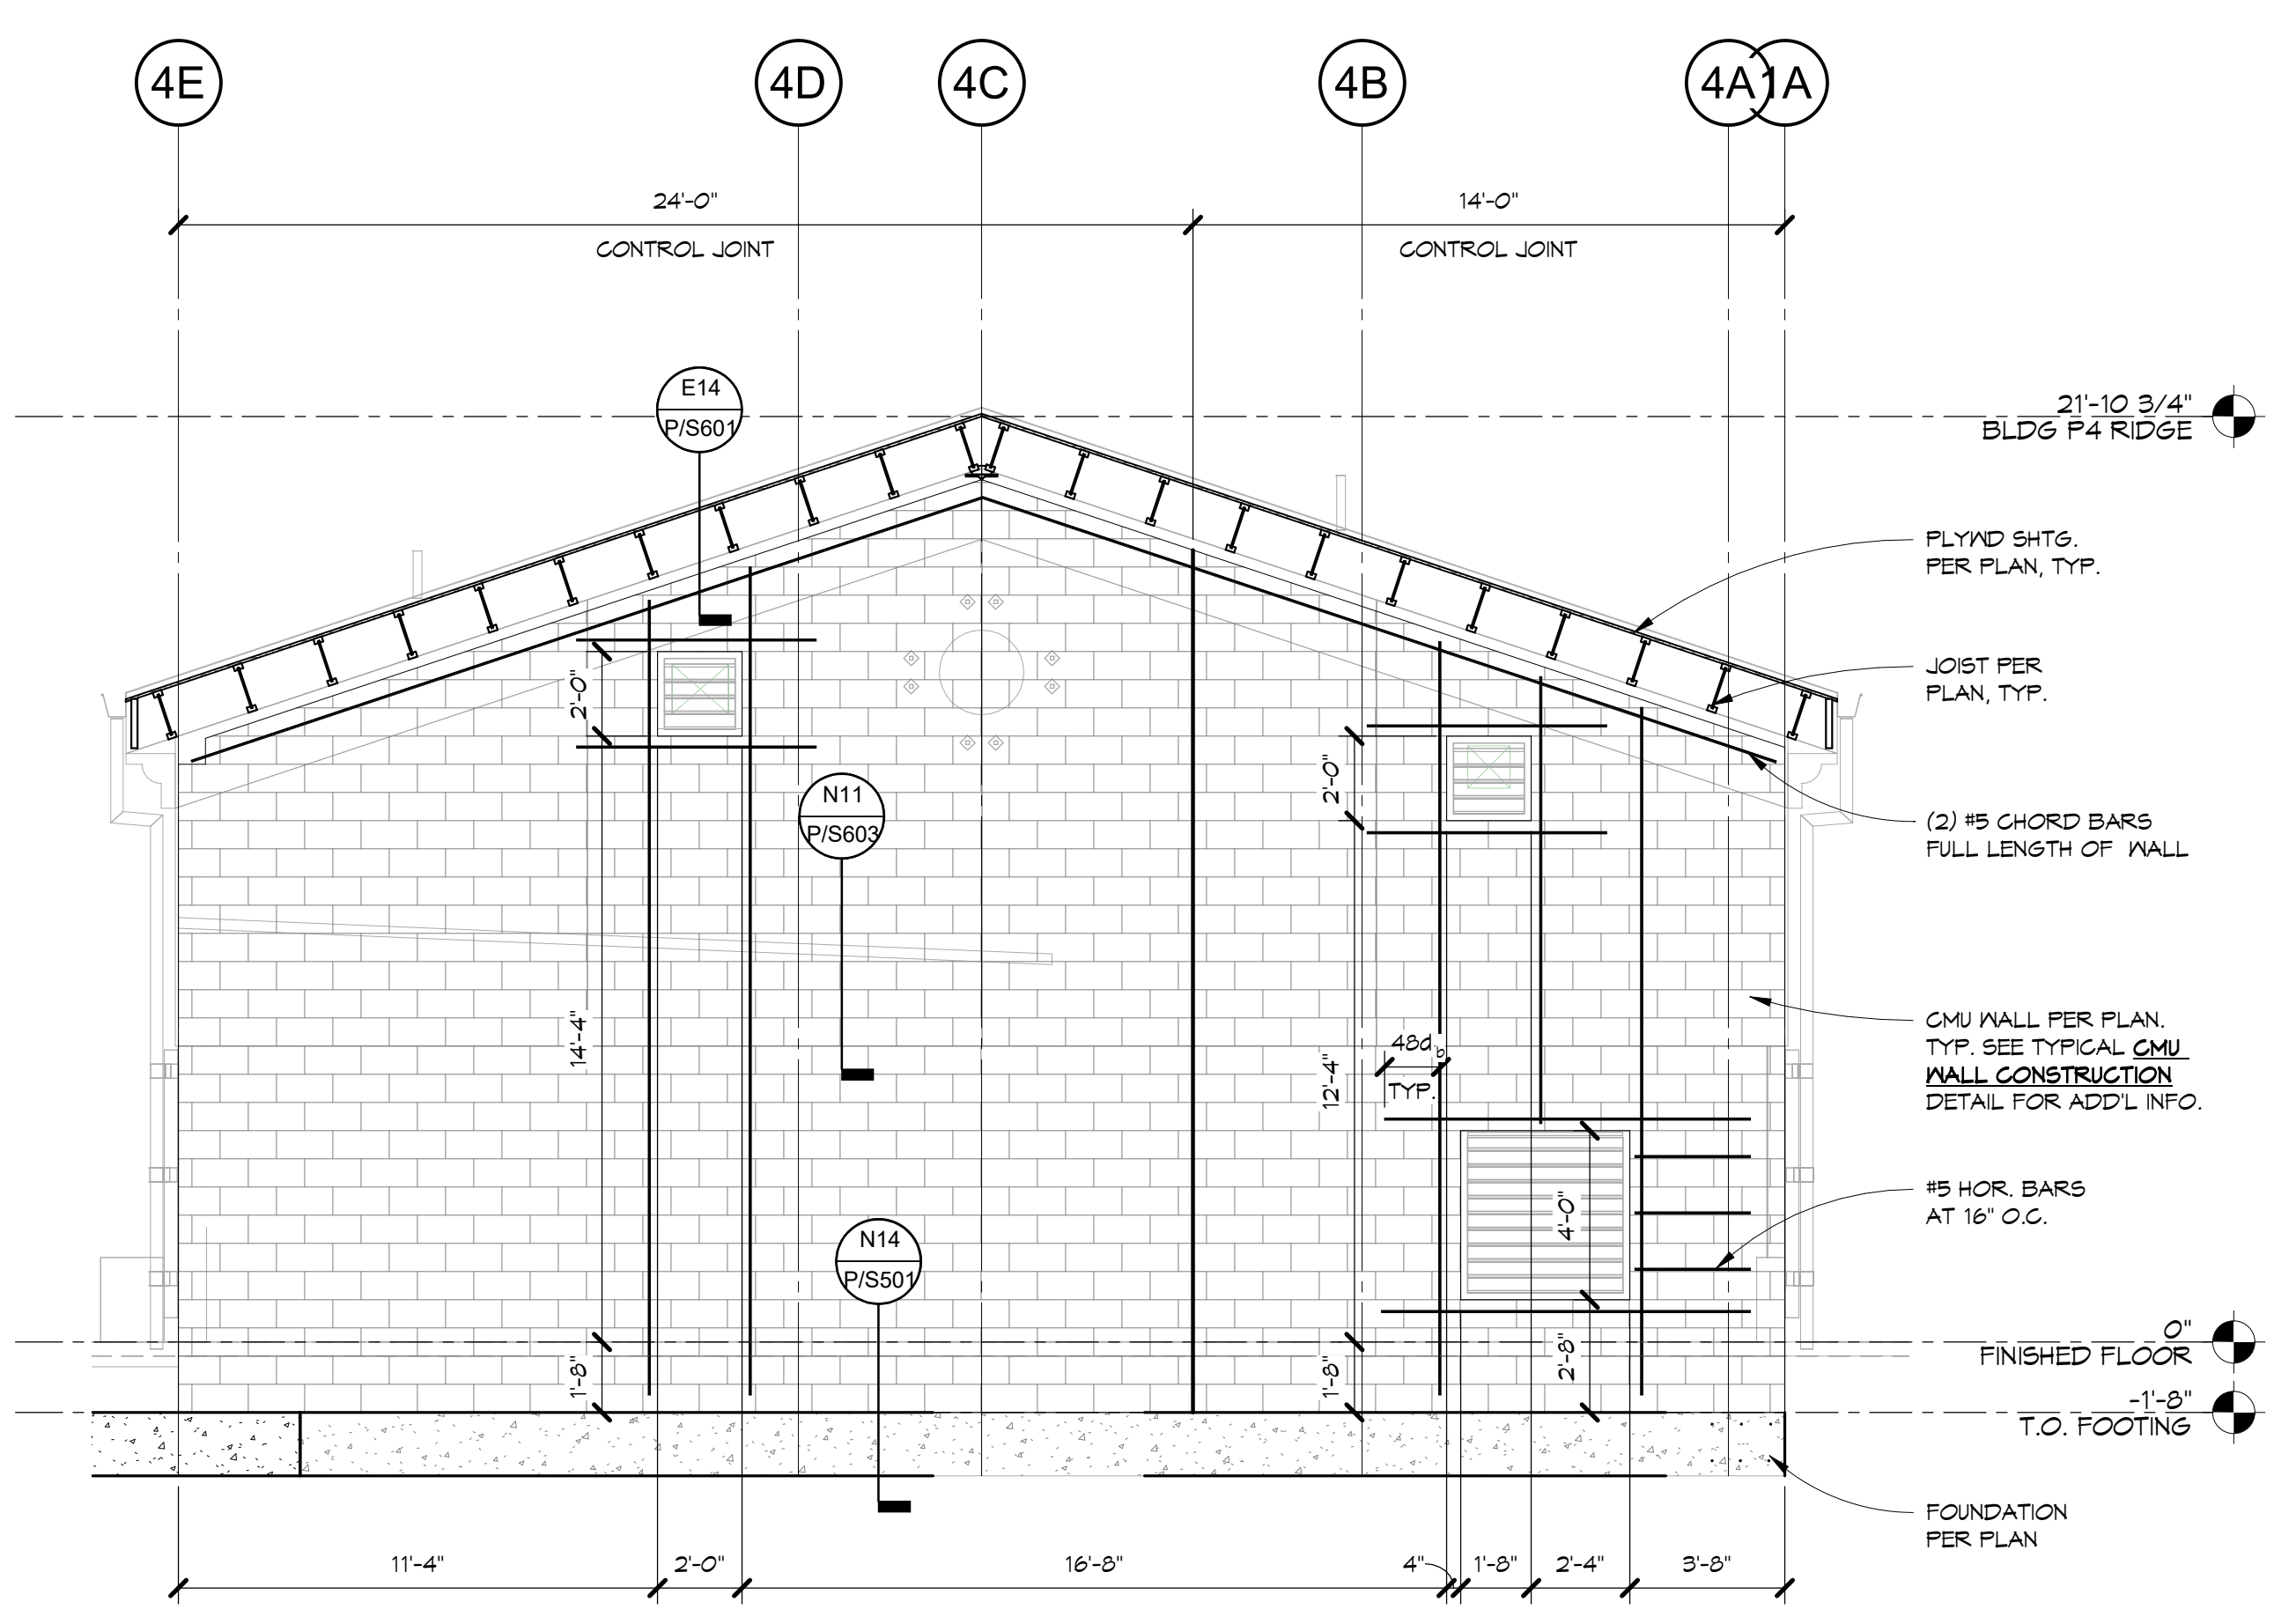 4E
4D
4C
4B
4A
1A
24'-0"
14'-0"
CONTROL JOINT
CONTROL JOINT
E14
P/S601
21'-10 3/4"
BLDG P4 RIDGE
PLYWD SHTG.
PER PLAN, TYP.
JOIST PER
PLAN, TYP.
2'-0"
N11
P/S603
2'-0"
(2) #5 CHORD BARS
FULL LENGTH OF WALL
14'-4"
12'-4"
48db
TYP.
CMU WALL PER PLAN.
TYP. SEE TYPICAL CMU
WALL CONSTRUCTION
DETAIL FOR ADD'L INFO.
4'-0"
#5 HOR. BARS
AT 16" O.C.
N14
P/S501
0"
FINISHED FLOOR
1'-8"
1'-8"
2'-8"
-1'-8"
T.O. FOOTING
FOUNDATION
PER PLAN
11'-4"
2'-0"
16'-8"
4"
1'-8"
2'-4"
3'-8"